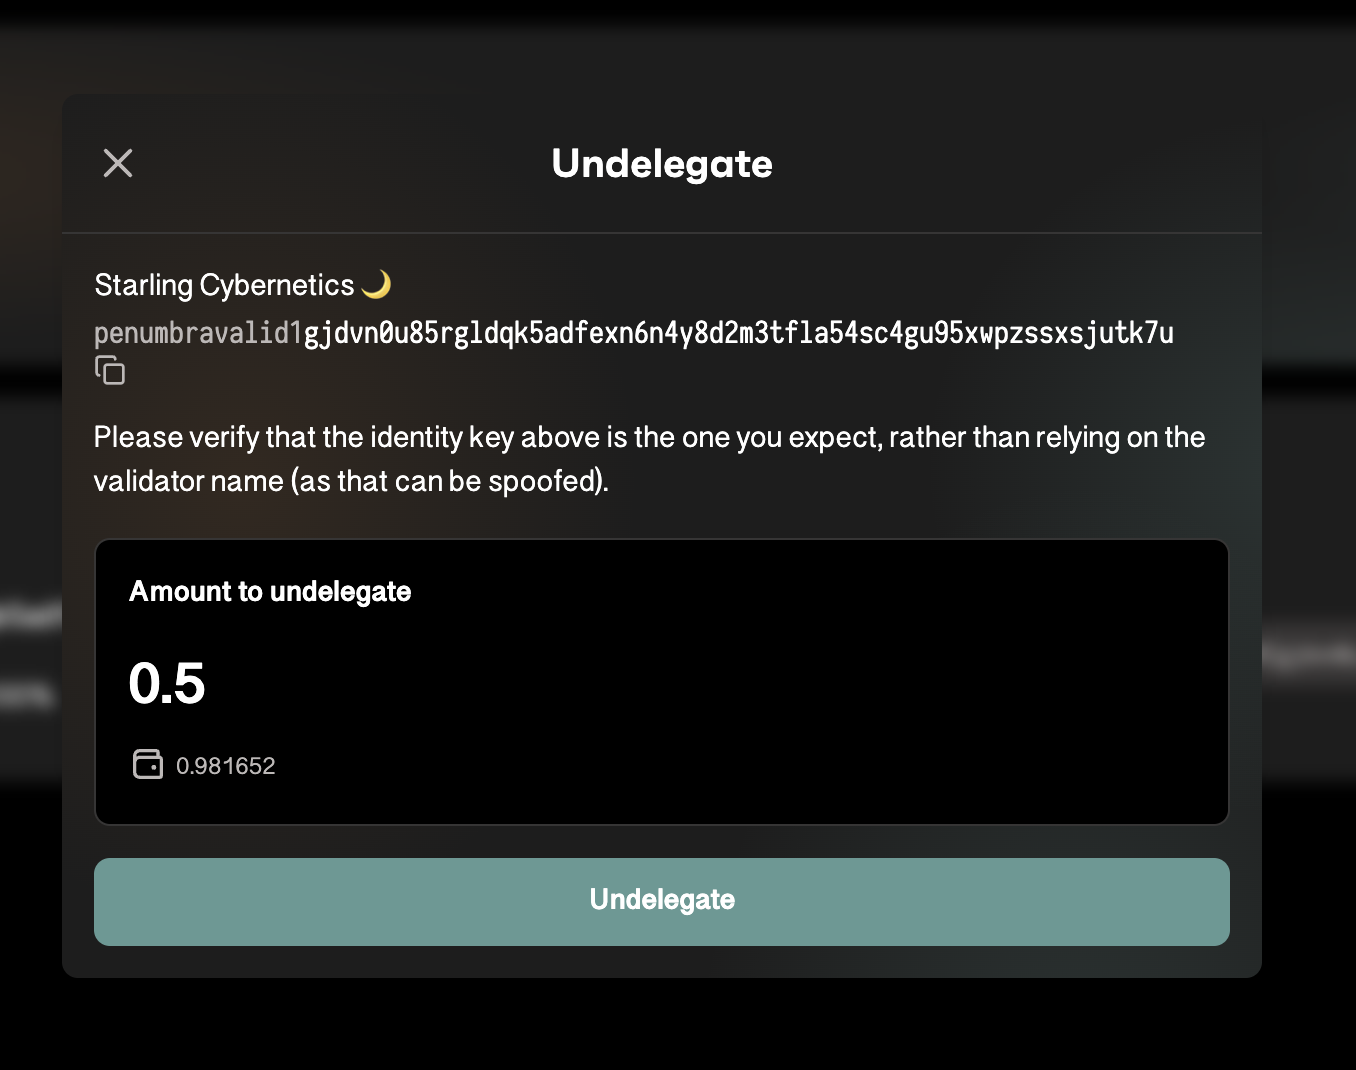 Undelegate
Starling Cybernetics 🌙
penumbravalid1gjdvn0u85rgldqk5adfexn6n4y8d2m3tfla54sc4gu95xwpzssxsjutk7u
Please verify that the identity key above is the one you expect, rather than relying on the
validator name (as that can be spoofed).
Amount to undelegate
0.5
0.981652
Undelegate